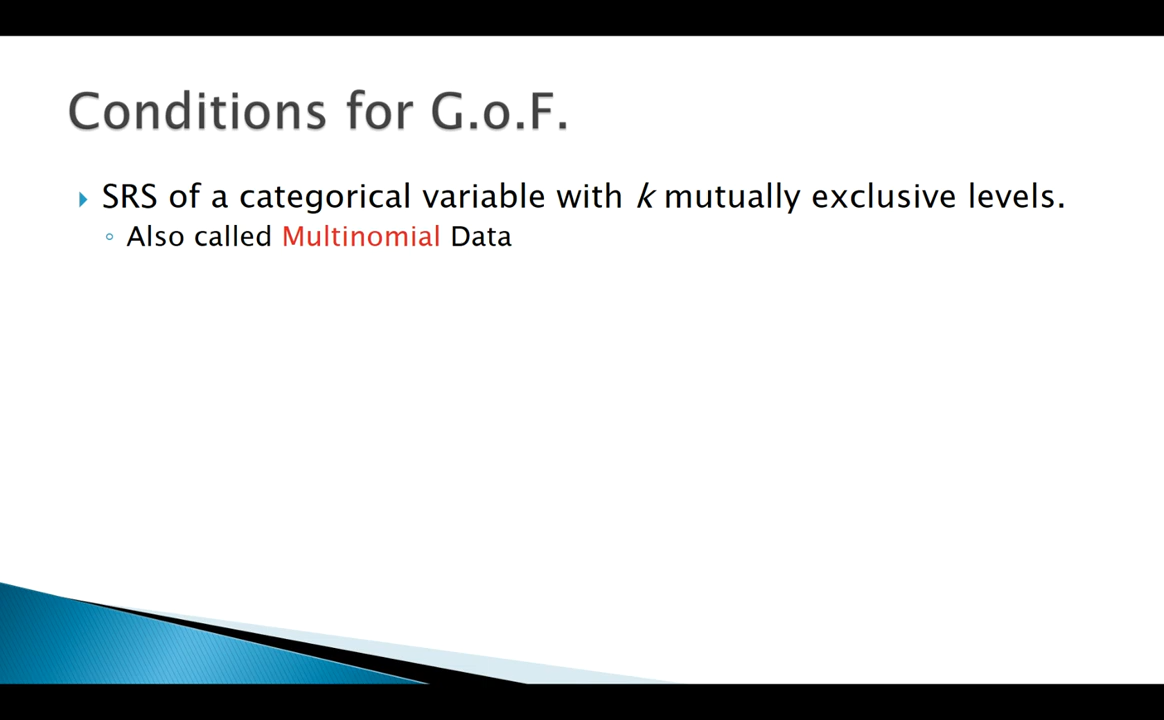 Conditions for G.o.F.
SRS of a categorical variable with k mutually exclusive levels.
Also called Multinomial Data